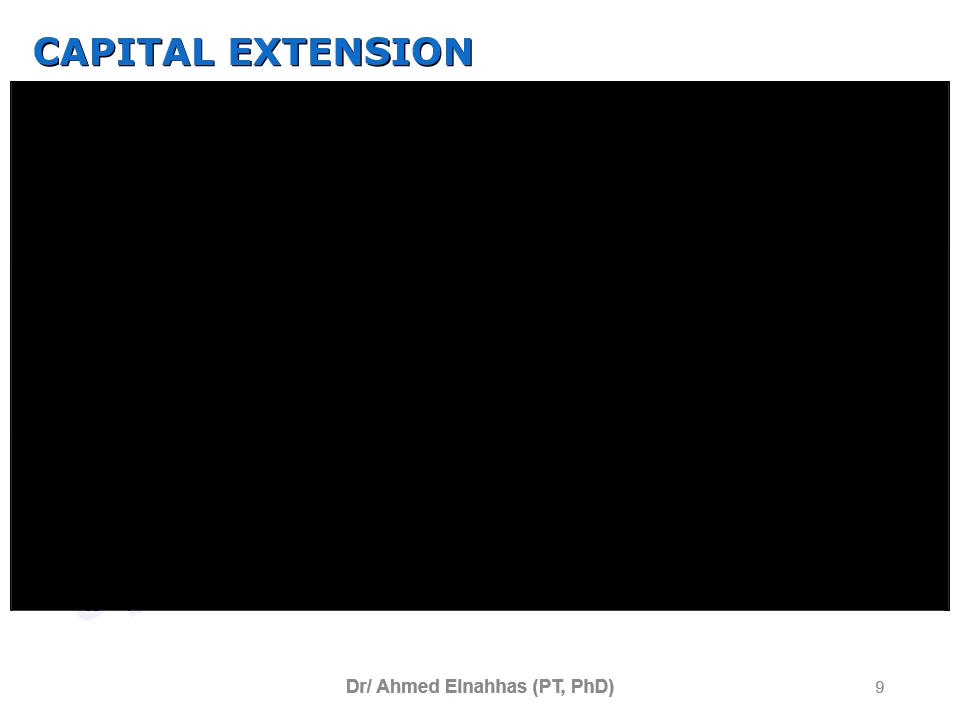 CAPITAL EXTENSION
Dr/ Ahmed Elnahhas (PT, PhD)
9